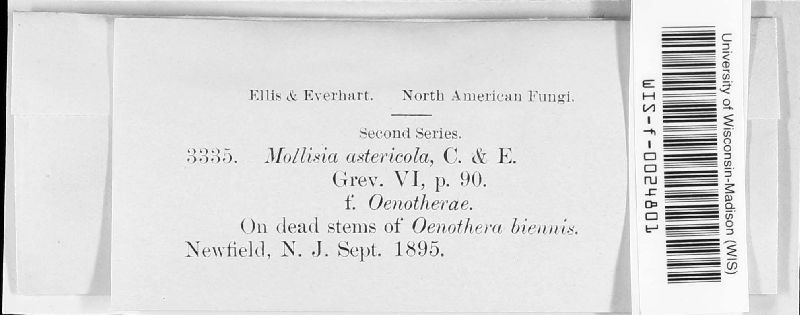 Ellis & Everhart. North American Fungi.
Second Series.
3335. Mollisia astericola, C. & E.
Grev. VI, p. 90.
f. Oenotherae.
On dead stems of Oenothera biennis.
Newfield, N. J. Sept. 1895.
University of Wisconsin-Madison (WIS)
WIS-f-0024801